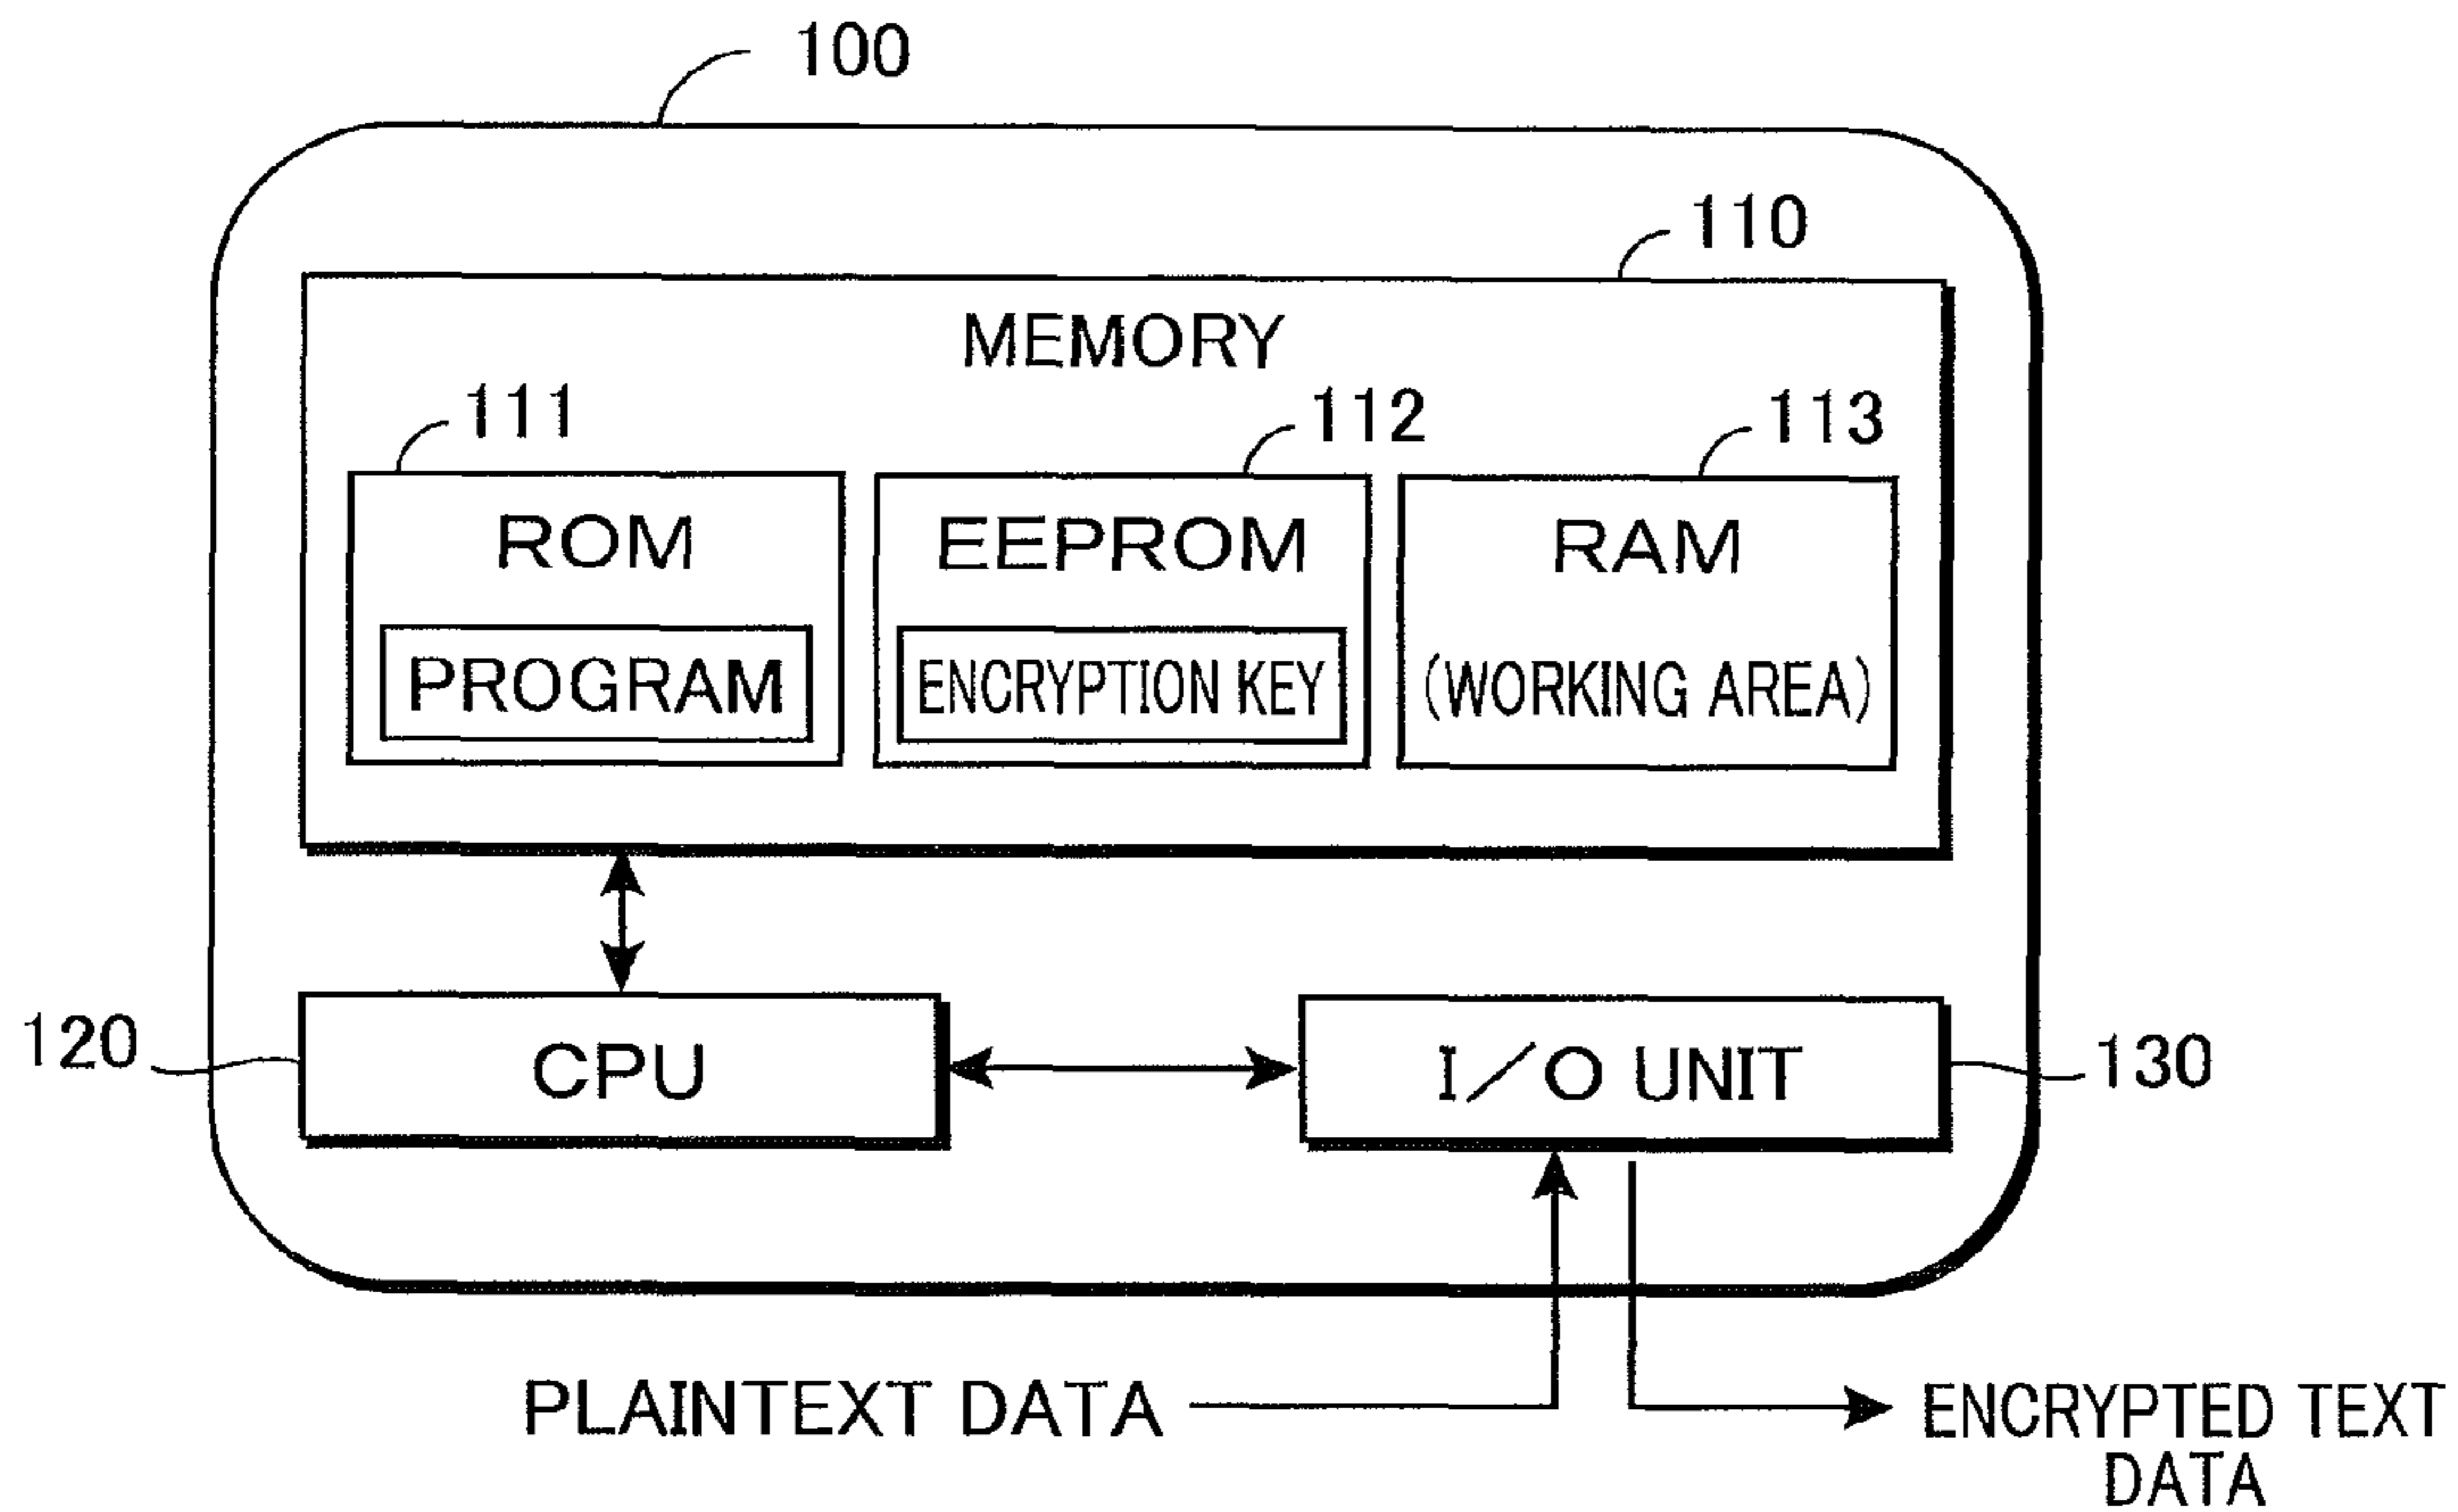 100
110
MEMORY
111
112
113
ROM
EEPROM
RAM
PROGRAM
ENCRYPTION KEY
(WORKING AREA)
120
CPU
I/O UNIT
130
PLAINTEXT DATA
ENCRYPTED TEXT
DATA